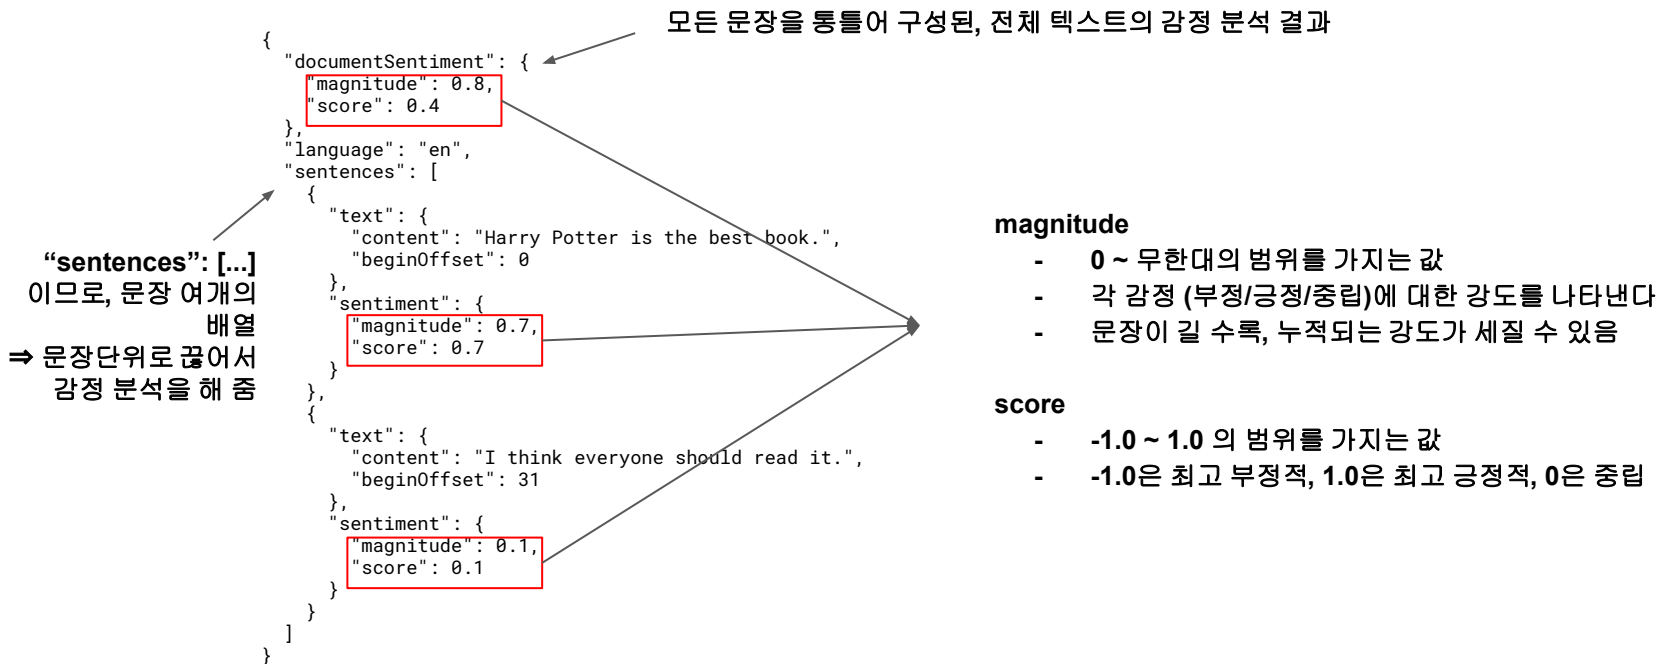 모든 문장을 통틀어 구성된, 전체 텍스트의 감정 분석 결과
{
"documentSentiment": {
"magnitude": 0.8,
"score": 0.4
},
"language": "en",
"sentences": [
{
"text": {
"content": "Harry Potter is the best book.",
"beginOffset": 0
},
"sentiment": {
"magnitude": 0.7,
"score": 0.7
}
},
{
"text": {
"content": "I think everyone should read it.",
"beginOffset": 31
},
"sentiment": {
"magnitude": 0.1,
"score": 0.1
}
}
]
}
“sentences”: [...]
이므로, 문장 여개의
배열
⇒ 문장단위로 끊어서
감정 분석을 해 줌
magnitude
- 0 ~ 무한대의 범위를 가지는 값
- 각 감정 (부정/긍정/중립)에 대한 강도를 나타낸다
- 문장이 길 수록, 누적되는 강도가 세질 수 있음
score
- -1.0 ~ 1.0 의 범위를 가지는 값
- -1.0은 최고 부정적, 1.0은 최고 긍정적, 0은 중립